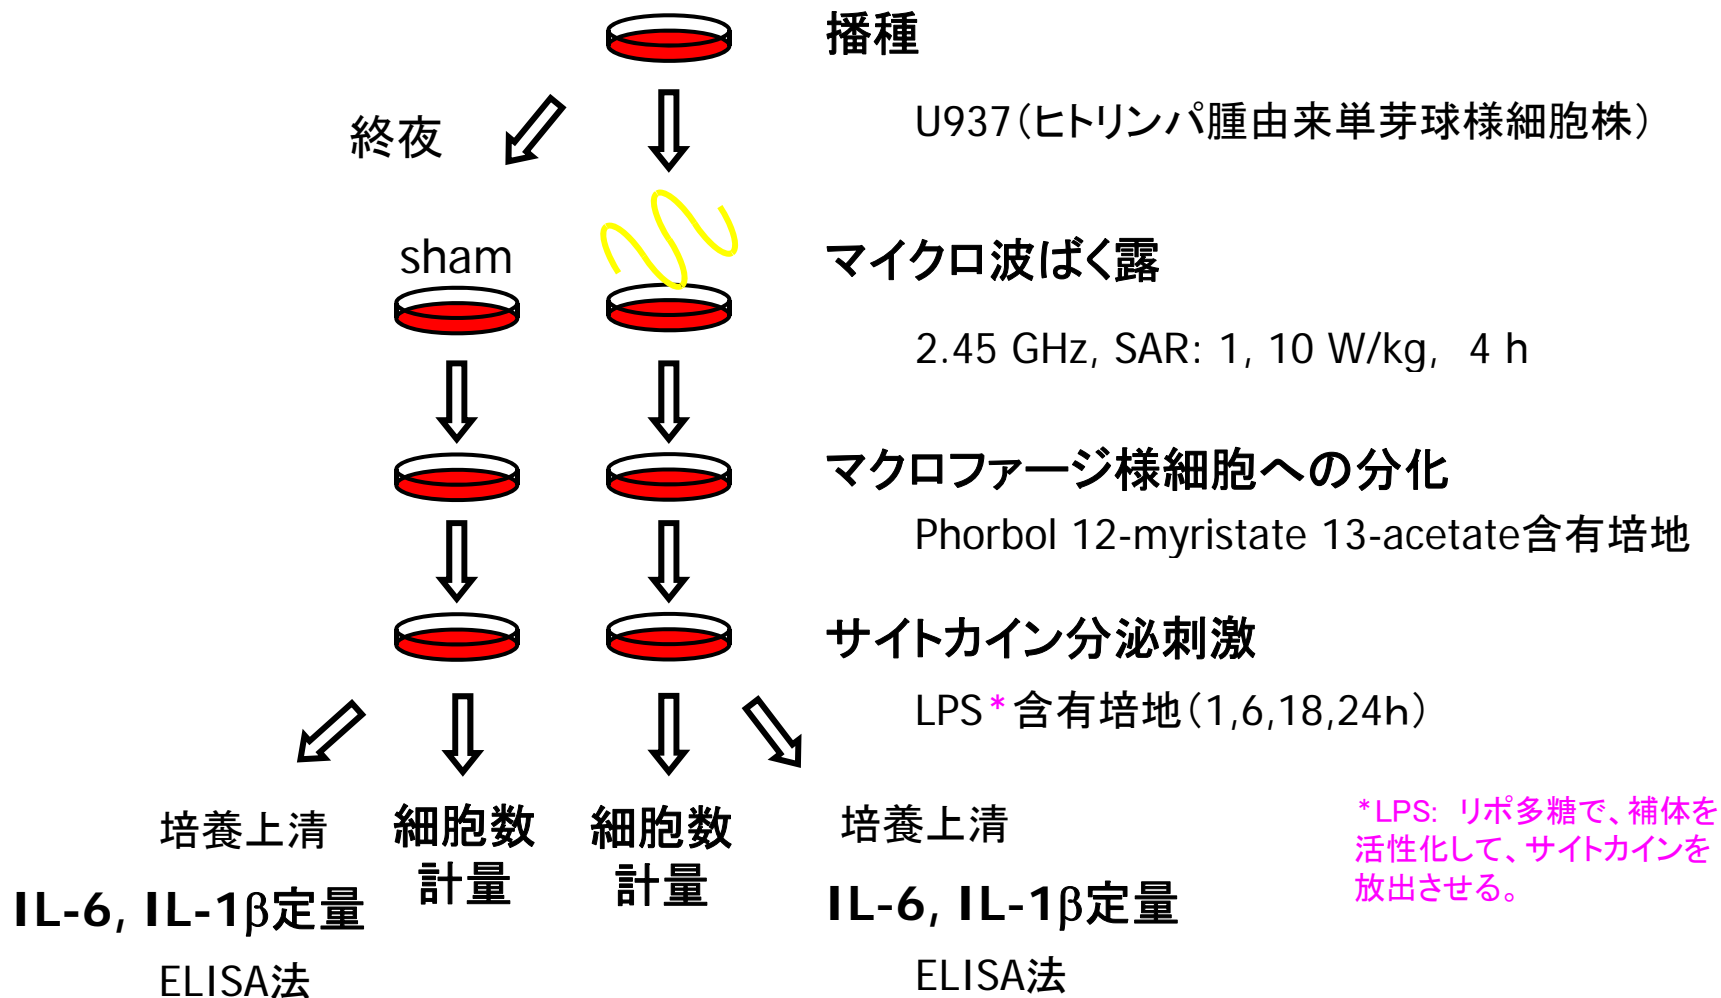 播種
U937（ヒトリンパ腫由来単芽球様細胞株）
終夜
sham
マイクロ波ばく露
2.45 GHz, SAR: 1, 10 W/kg, 4 h
マクロファージ様細胞への分化
Phorbol 12-myristate 13-acetate含有培地
サイトカイン分泌刺激
LPS*含有培地（1,6,18,24h）
培養上清
細胞数
計量
細胞数
計量
培養上清
IL-6, IL-1β定量
ELISA法
IL-6, IL-1β定量
ELISA法
*LPS: リポ多糖で、補体を
活性化して、サイトカインを
放出させる。